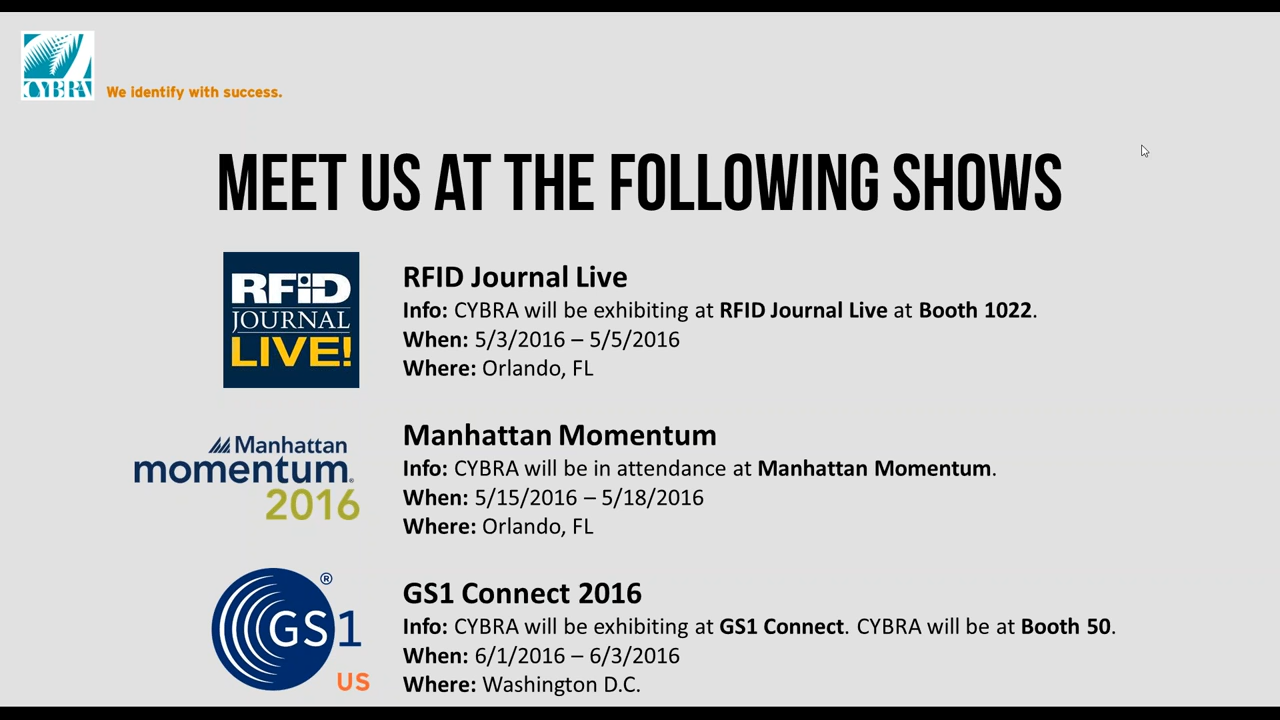 CYBRA
We identify with success.
MEET US AT THE FOLLOWING SHOWS
RFID
JOURNAL
LIVE!
RFID Journal Live
Info: CYBRA will be exhibiting at RFID Journal Live at Booth 1022.
When: 5/3/2016 – 5/5/2016
Where: Orlando, FL
Manhattan
momentum®
2016
Manhattan Momentum
Info: CYBRA will be in attendance at Manhattan Momentum.
When: 5/15/2016 – 5/18/2016
Where: Orlando, FL
®
GS1
US
GS1 Connect 2016
Info: CYBRA will be exhibiting at GS1 Connect. CYBRA will be at Booth 50.
When: 6/1/2016 – 6/3/2016
Where: Washington D.C.